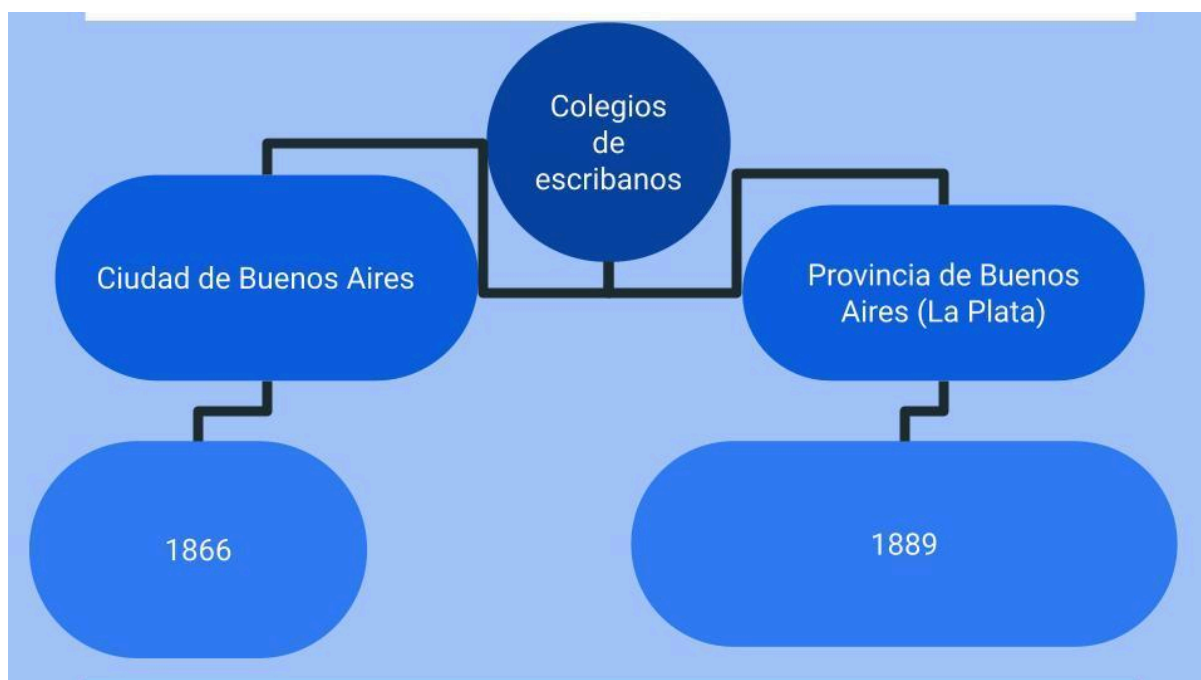 Colegios
de
escribanos
Ciudad de Buenos Aires
Provincia de Buenos
Aires (La Plata)
1866
1889